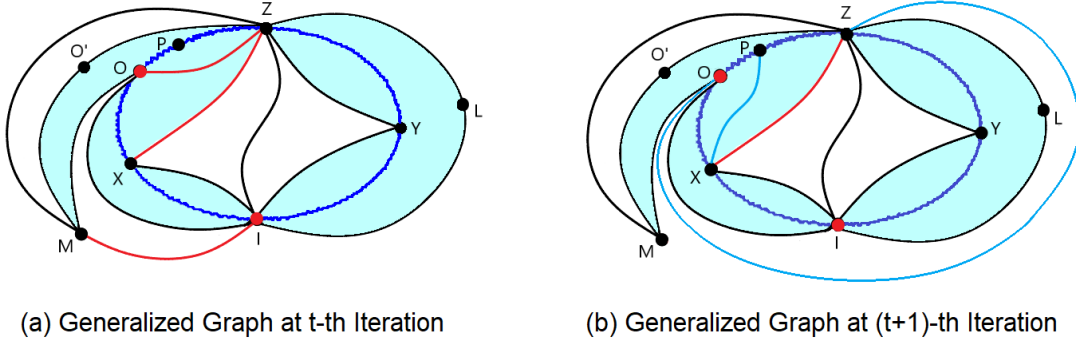 Z
O'
P
O
L
Y
X
M
I
(a) Generalized Graph at t-th Iteration
Z
O'
P
O
L
Y
X
M
I
(b) Generalized Graph at (t+1)-th Iteration